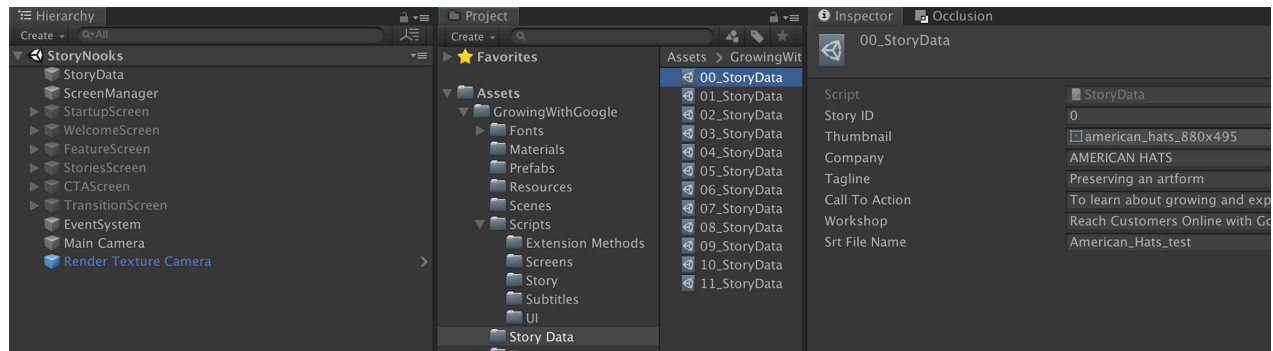 Hierarchy
Create
All
StoryNooks
StoryData
ScreenManager
StartupScreen
WelcomeScreen
FeatureScreen
StoriesScreen
CTAScreen
TransitionScreen
EventSystem
Main Camera
Render Texture Camera
Project
Create
Favorites
Assets
GrowingWithGoogle
Fonts
Materials
Prefabs
Resources
Scenes
Scripts
Extension Methods
Screens
Story
Subtitles
UI
Story Data
Assets > GrowingWit
00_StoryData
01_StoryData
02_StoryData
03_StoryData
04_StoryData
05_StoryData
06_StoryData
07_StoryData
08_StoryData
09_StoryData
10_StoryData
11_StoryData
Inspector Occlusion
00_StoryData
Script StoryData
Story ID 0
Thumbnail american_hats_880x495
Company AMERICAN HATS
Tagline Preserving an artform
Call To Action To learn about growing and exp
Workshop Reach Customers Online with Go
Srt File Name American_Hats_test